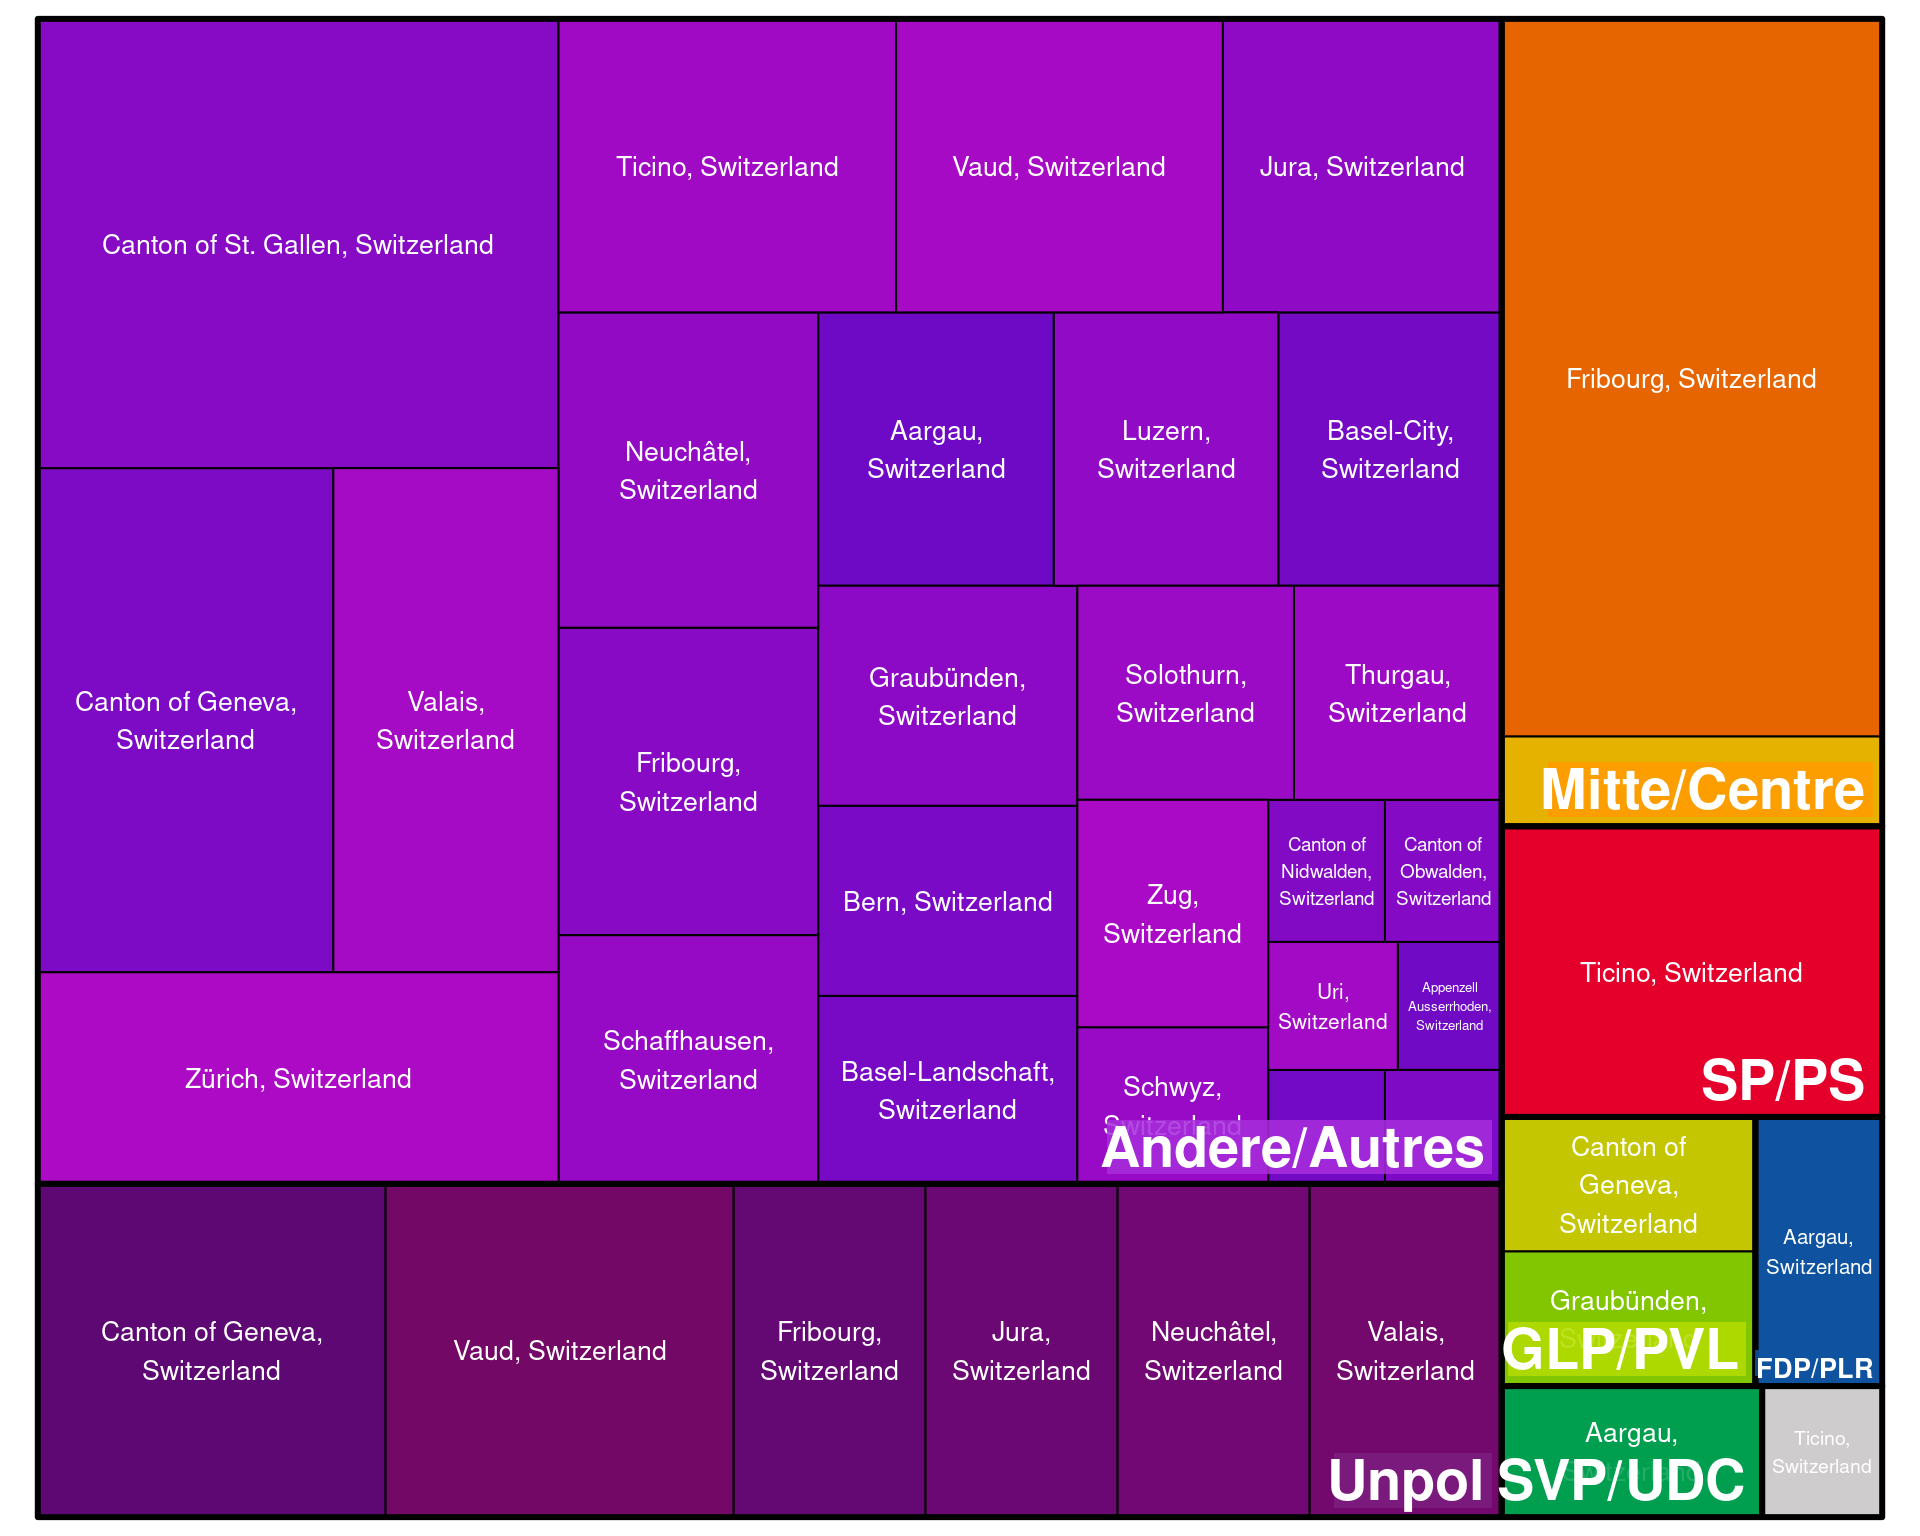 Canton of St. Gallen, Switzerland
Ticino, Switzerland
Vaud, Switzerland
Jura, Switzerland
Neuchâtel,
Switzerland
Aargau,
Switzerland
Luzern,
Switzerland
Basel-City,
Switzerland
Canton of Geneva,
Switzerland
Valais,
Switzerland
Fribourg,
Switzerland
Graubünden,
Switzerland
Solothurn,
Switzerland
Thurgau,
Switzerland
Bern, Switzerland
Zug,
Switzerland
Canton of
Nidwalden,
Switzerland
Canton of
Obwalden,
Switzerland
Uri,
Switzerland
Appenzell
Ausserrhoden,
Switzerland
Zürich, Switzerland
Schaffhausen,
Switzerland
Basel-Landschaft,
Switzerland
Schwyz,
Switzerland
Andere/Autres
Canton of Geneva,
Switzerland
Vaud, Switzerland
Fribourg,
Switzerland
Jura,
Switzerland
Neuchâtel,
Switzerland
Valais,
Switzerland
Unpol
Fribourg, Switzerland
Mitte/Centre
Ticino, Switzerland
SP/PS
Canton of
Geneva,
Switzerland
Graubünden,
Switzerland
GLP/PVL
Aargau,
Switzerland
FDP/PLR
Aargau,
Switzerland
SVP/UDC
Ticino,
Switzerland